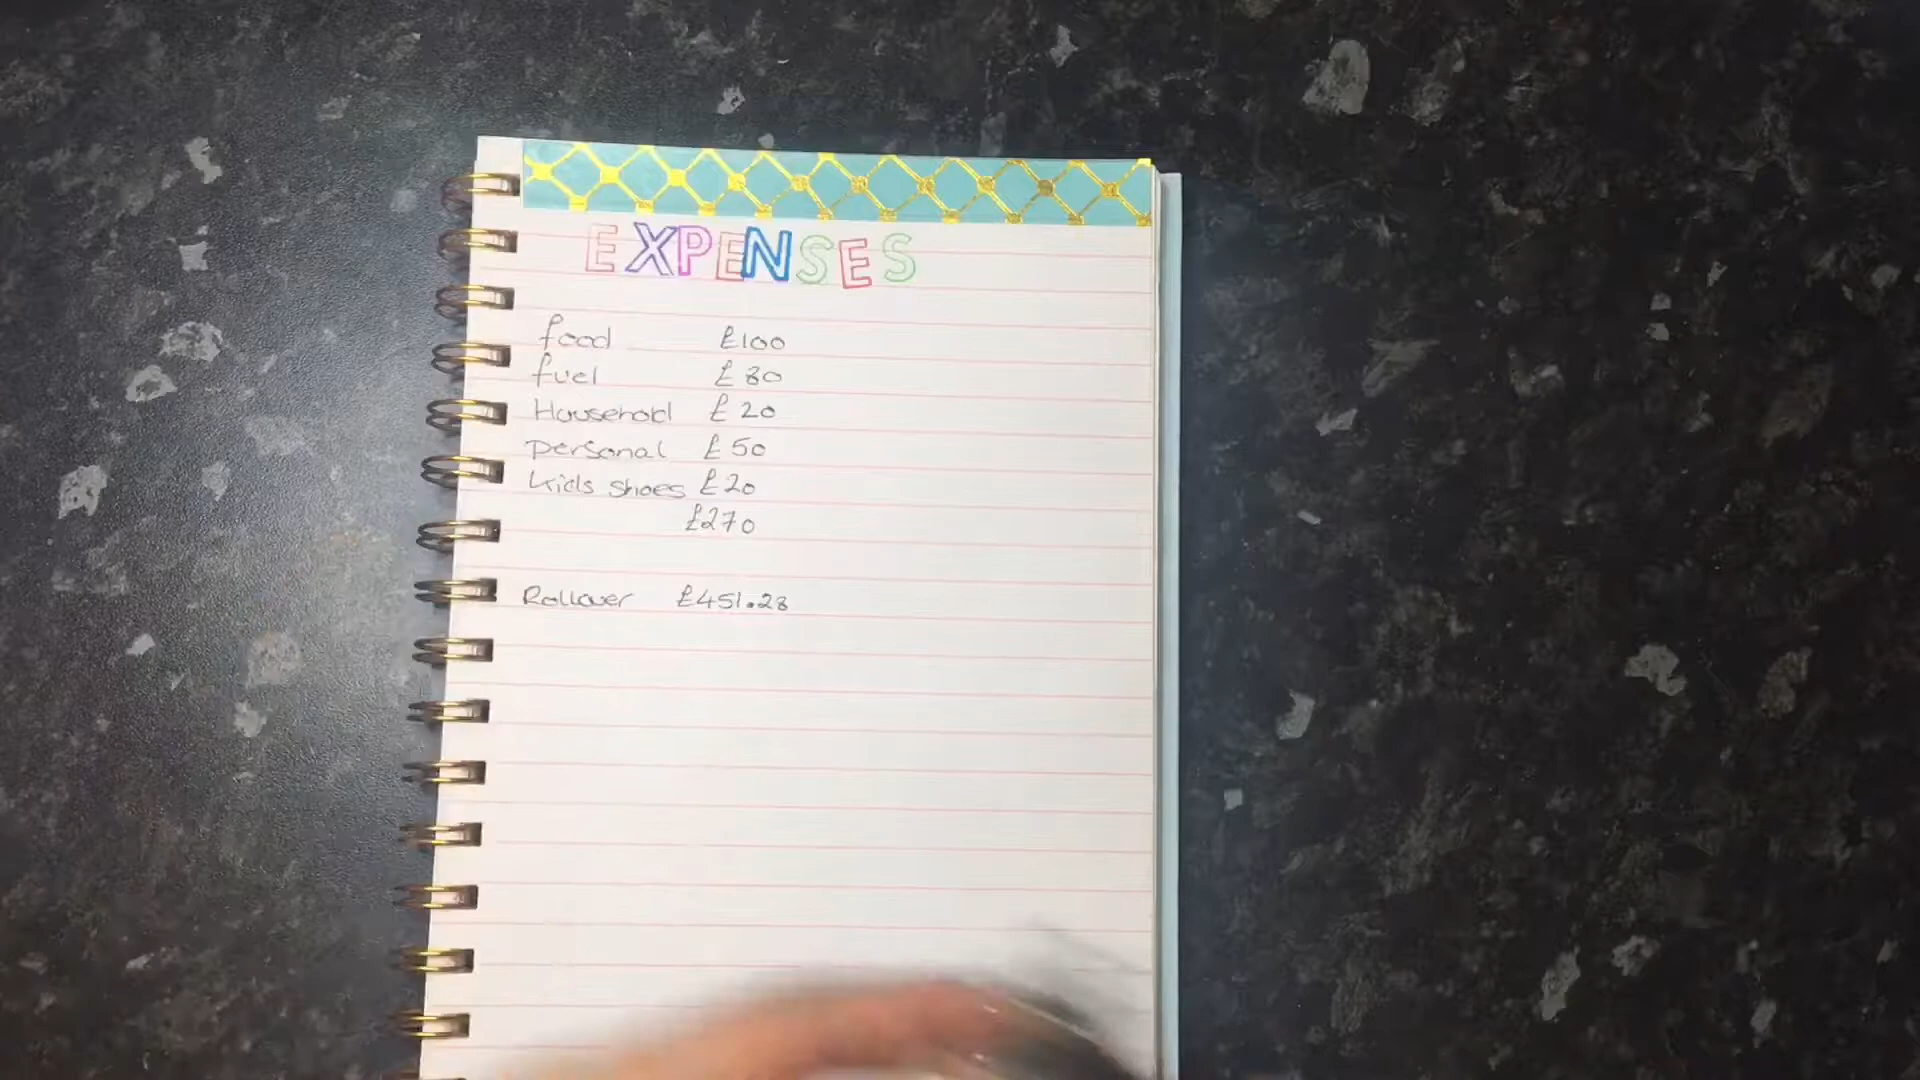 EXPENSES
food £100
fuel £80
Household £20
personal £50
kids shoes £20
£270
Rollover £451.28